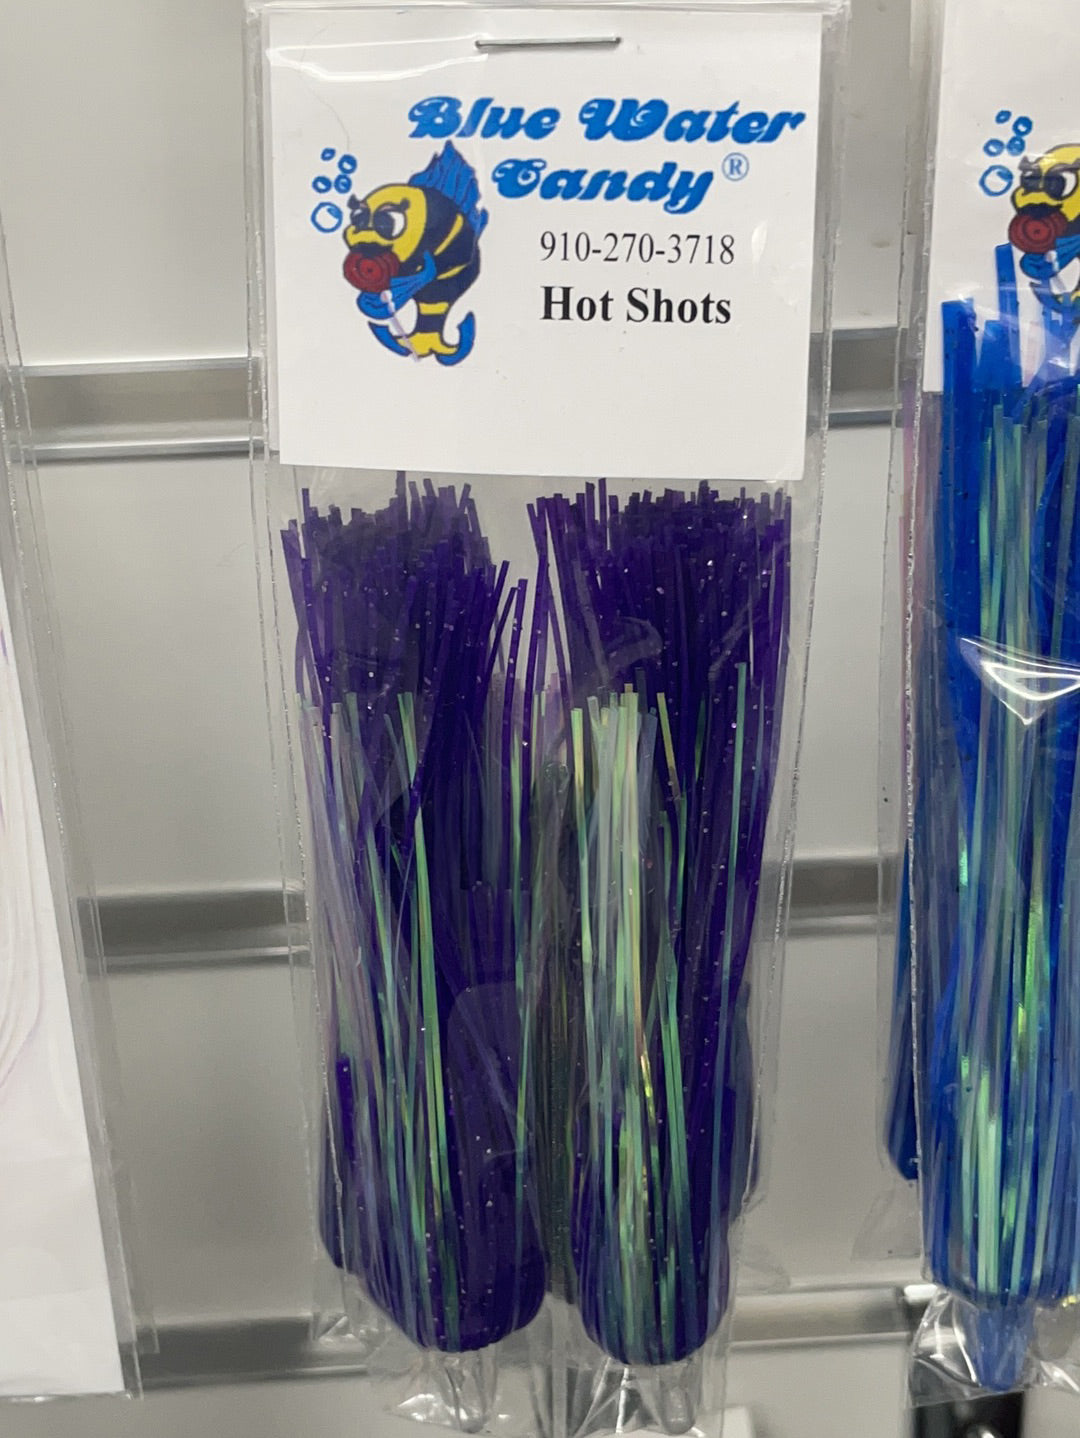 Blue Water
Candy®
910-270-3718
Hot Shots